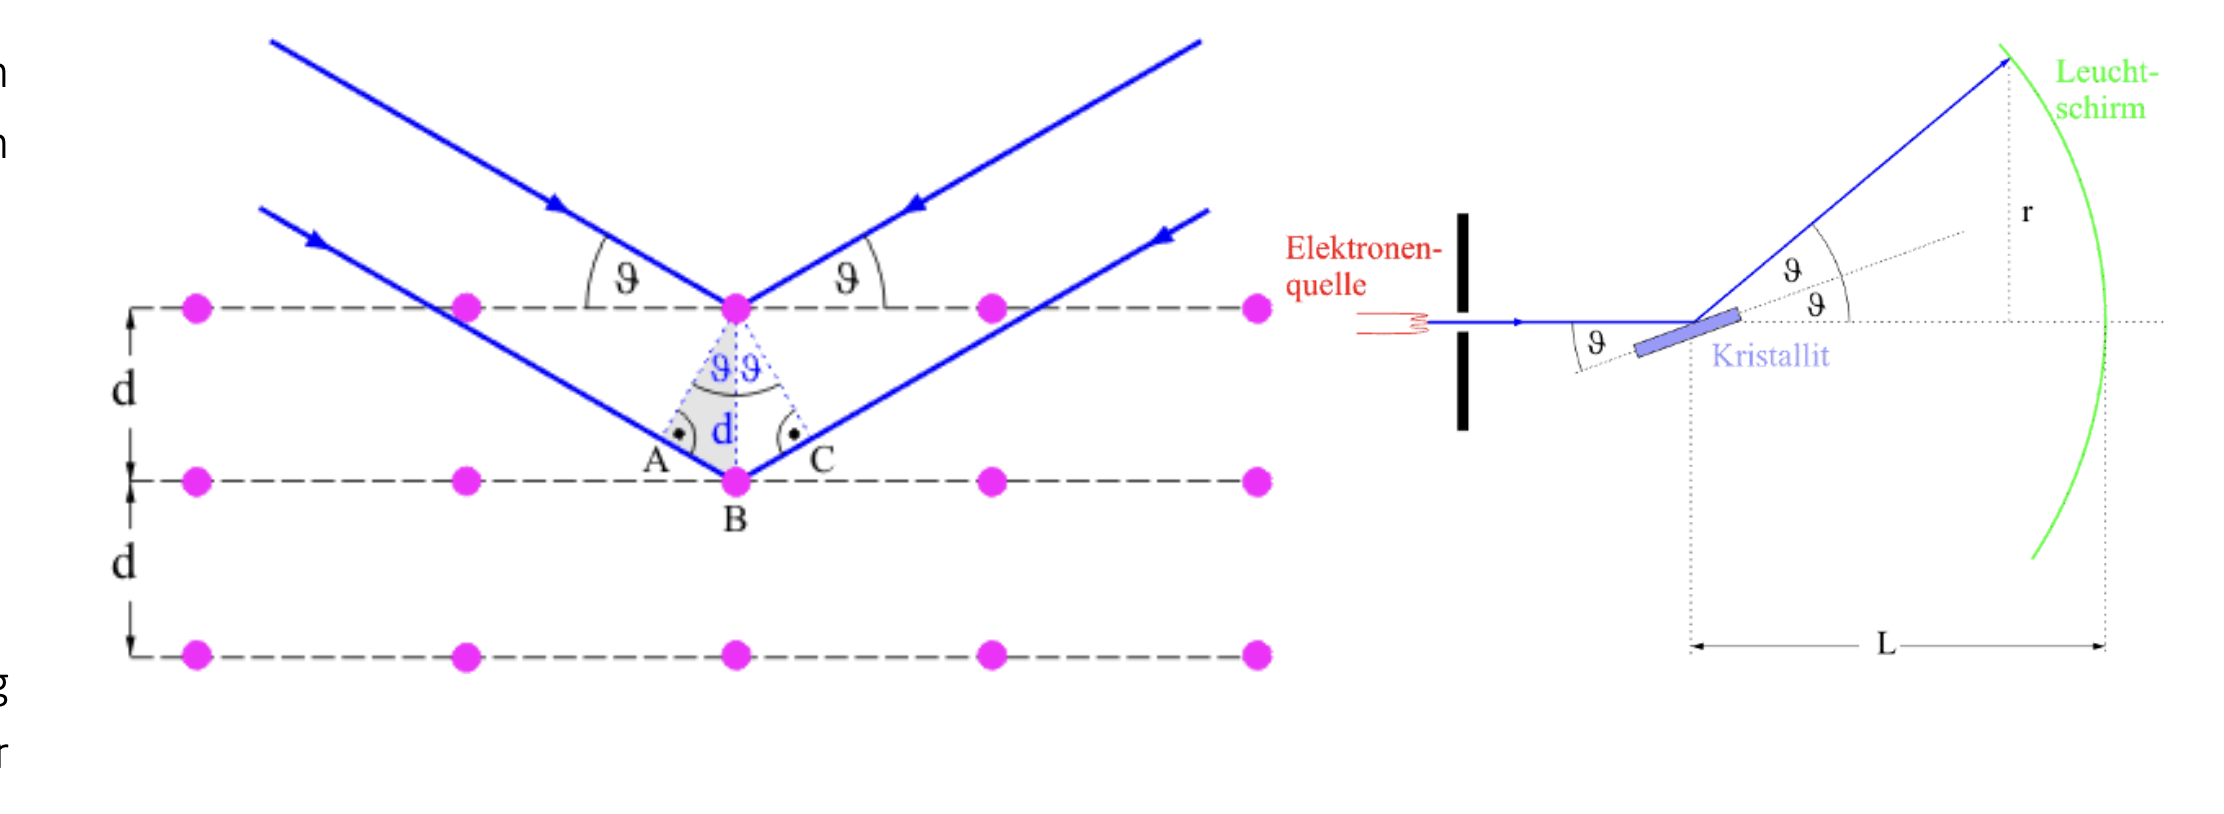 n
n
g
r
ϑ
ϑ
d
ϑ ϑ
d
A
C
B
d
Elektronen-
quelle
Leucht-
schirm
r
ϑ
ϑ
ϑ
Kristallit
L